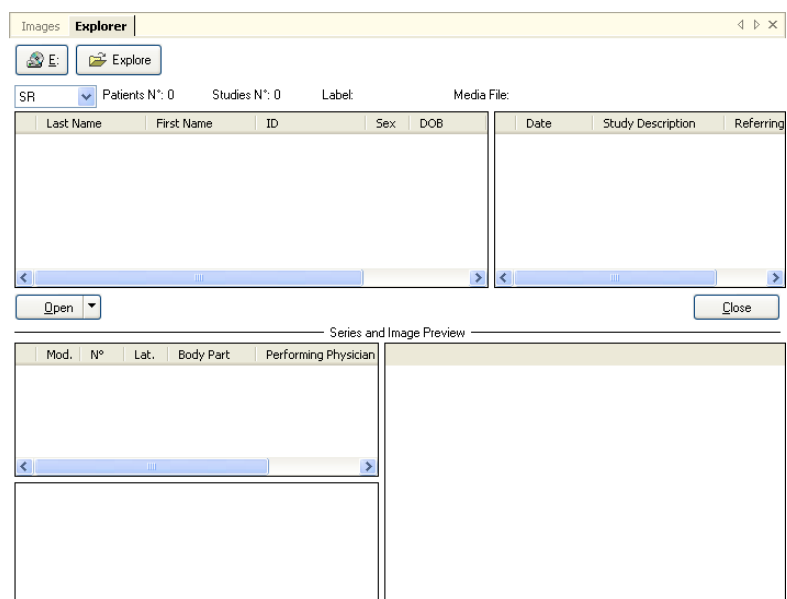 Images Explorer
E: Explore
SR Patients N°: 0 Studies N°: 0 Label: Media File:
Last Name First Name ID Sex DOB Date Study Description Referring
Open Close
Series and Image Preview
Mod. Nº Lat. Body Part Performing Physician